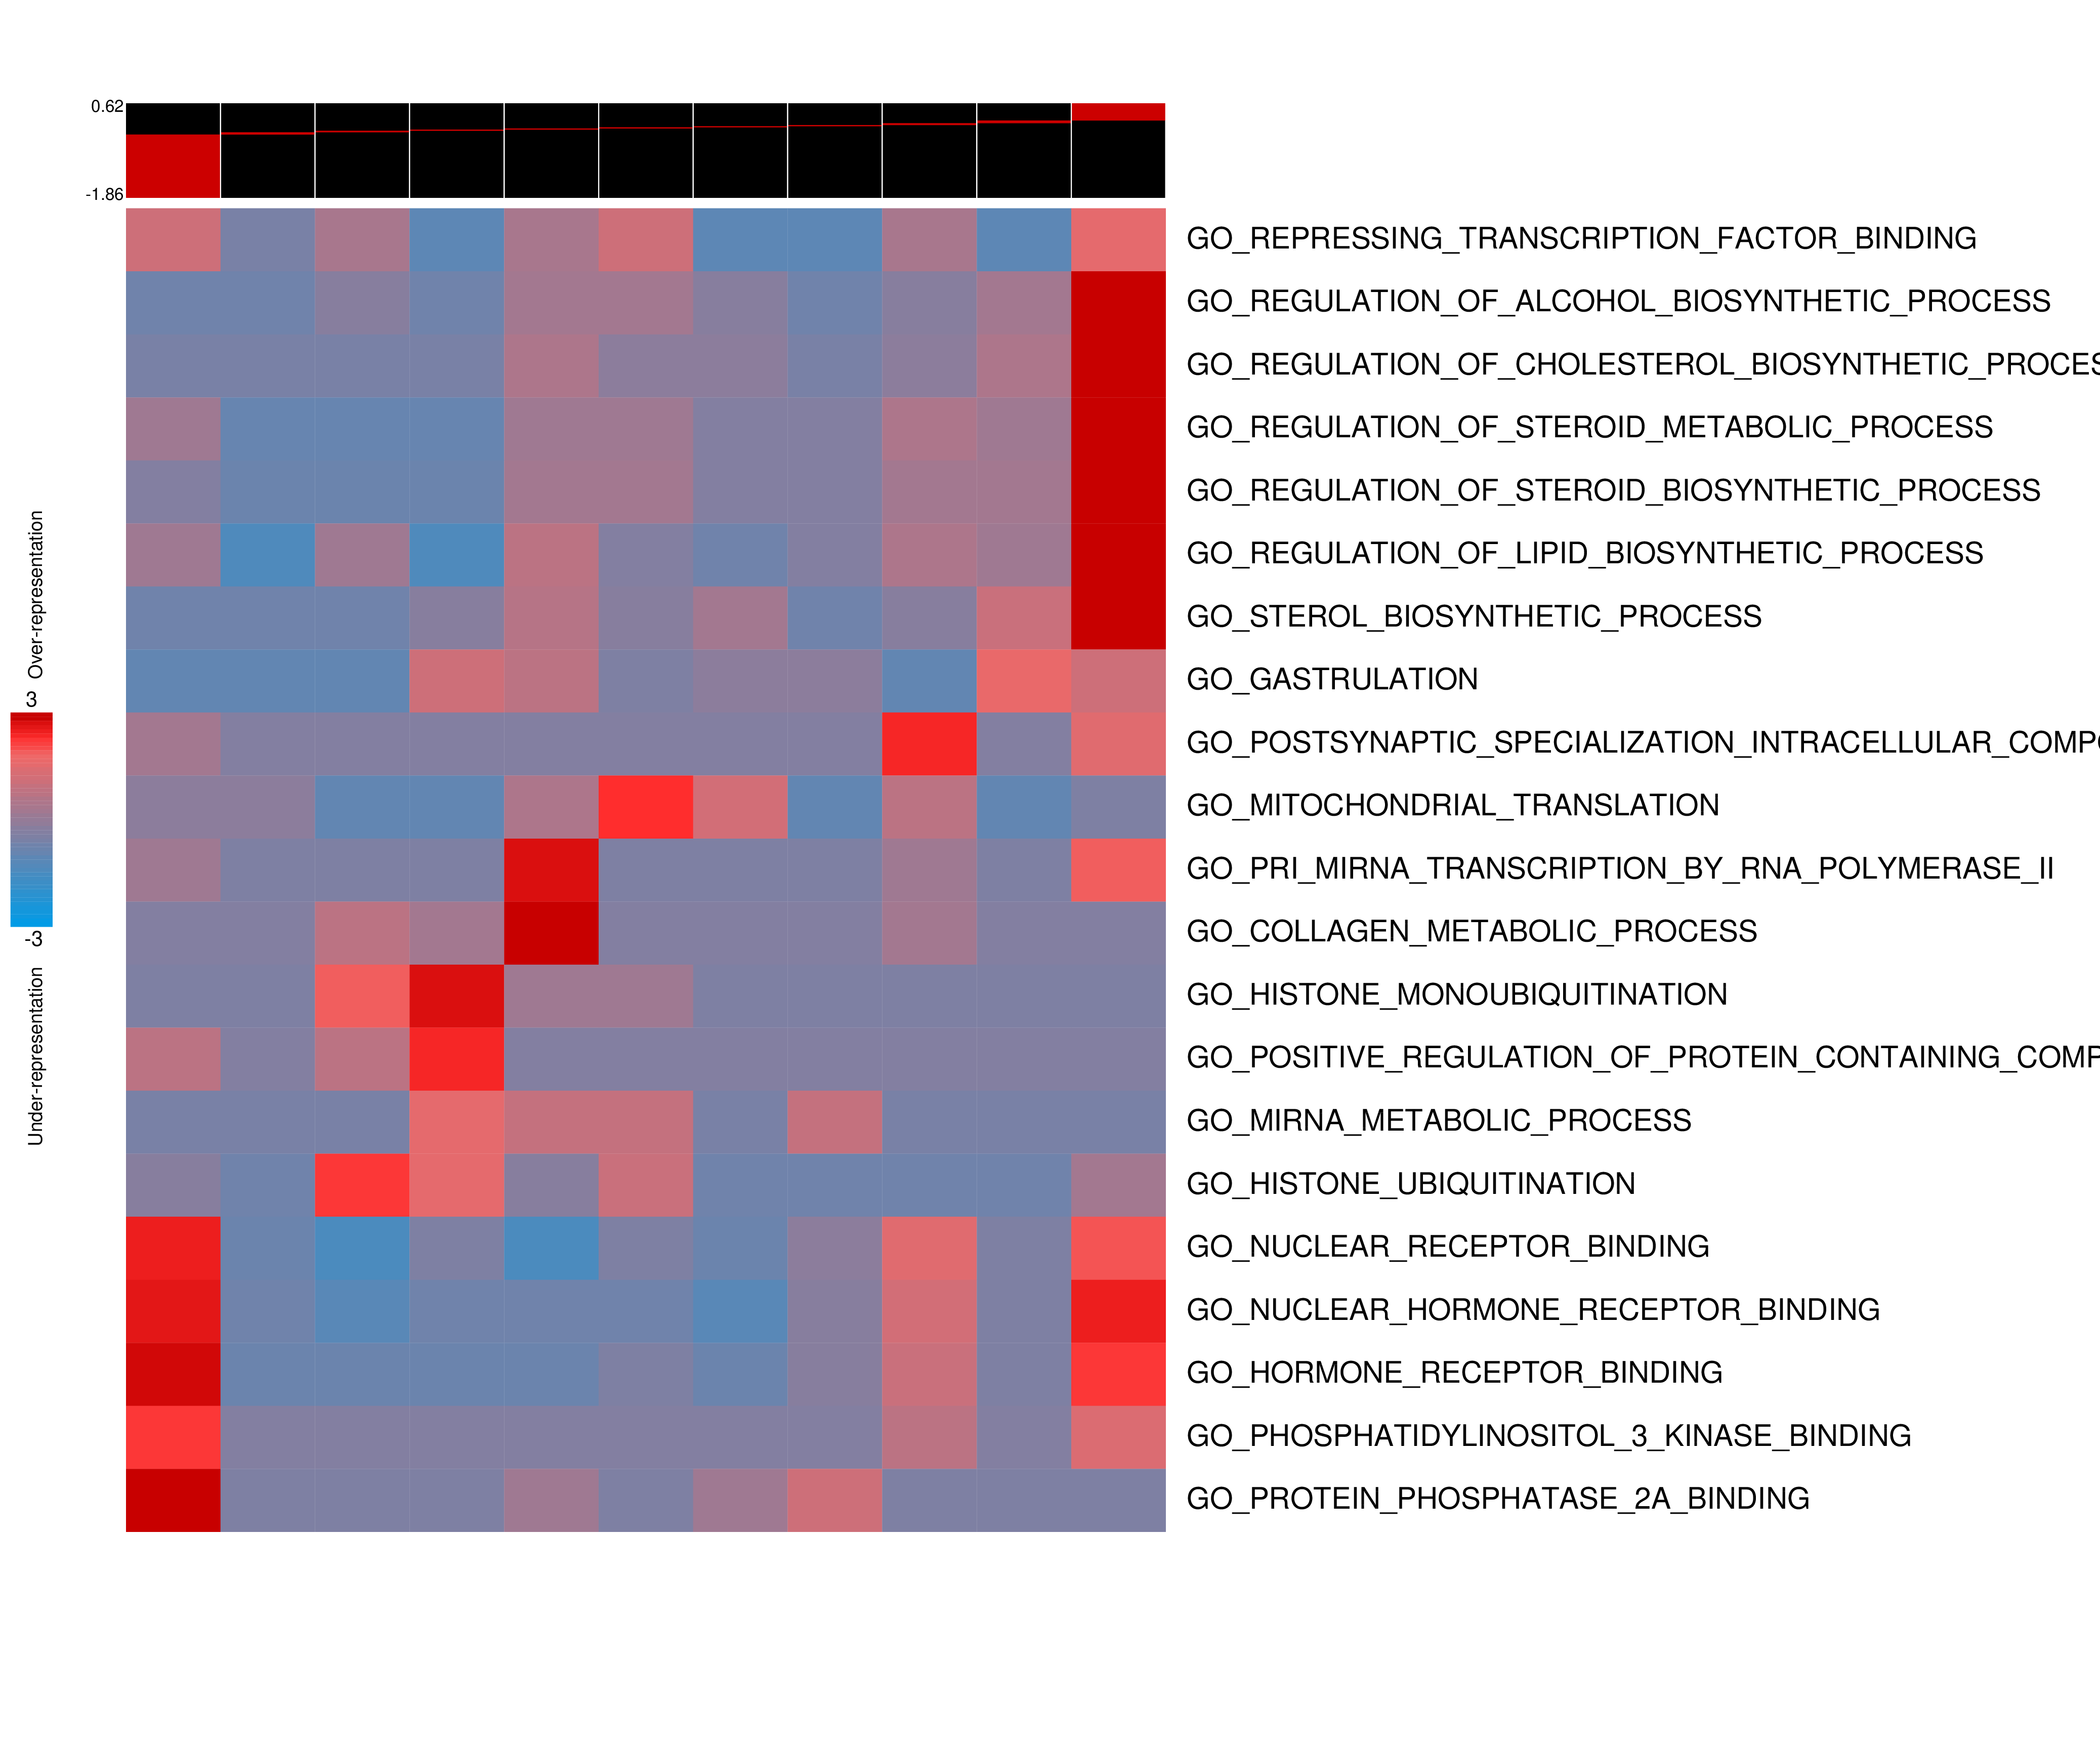 0.62
-1.86
GO_REPRESSING_TRANSCRIPTION_FACTOR_BINDING
GO_REGULATION_OF_ALCOHOL_BIOSYNTHETIC_PROCESS
GO_REGULATION_OF_CHOLESTEROL_BIOSYNTHETIC_PROCES
GO_REGULATION_OF_STEROID_METABOLIC_PROCESS
GO_REGULATION_OF_STEROID_BIOSYNTHETIC_PROCESS
GO_REGULATION_OF_LIPID_BIOSYNTHETIC_PROCESS
GO_STEROL_BIOSYNTHETIC_PROCESS
GO_GASTRULATION
GO_POSTSYNAPTIC_SPECIALIZATION_INTRACELLULAR_COMP
GO_MITOCHONDRIAL_TRANSLATION
GO_PRI_MIRNA_TRANSCRIPTION_BY_RNA_POLYMERASE_II
GO_COLLAGEN_METABOLIC_PROCESS
GO_HISTONE_MONOUBIQUITINATION
GO_POSITIVE_REGULATION_OF_PROTEIN_CONTAINING_COMP
GO_MIRNA_METABOLIC_PROCESS
GO_HISTONE_UBIQUITINATION
GO_NUCLEAR_RECEPTOR_BINDING
GO_NUCLEAR_HORMONE_RECEPTOR_BINDING
GO_HORMONE_RECEPTOR_BINDING
GO_PHOSPHATIDYLINOSITOL_3_KINASE_BINDING
GO_PROTEIN_PHOSPHATASE_2A_BINDING
Over-representation
3
-3
Under-representation